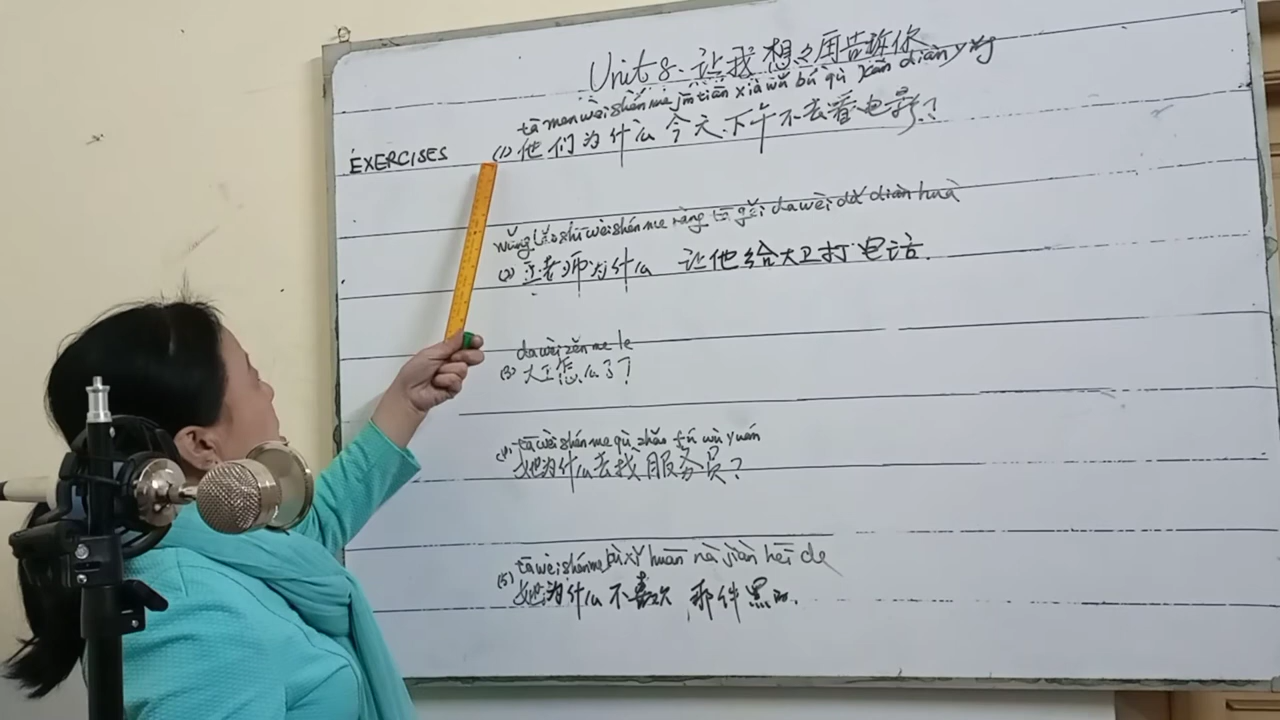 Unit 8. 让我想々再告诉你
tā men wèi shén me jīn tiān xià wǔ bú qù kàn diàn yǐng
EXERCISES (1) 他们为什么今天下午不去看电影？
wáng lǎo shī wèi shén me ràng tā gěi dà wèi dǎ diàn huà
(2) 王老师为什么 让他给大卫打电话.
da wèi zěn me le
(3) 大卫怎么了？
(4) tā wèi shén me qù zhǎo fú wù yuán
她为什么去找服务员？
tā wèi shén me bù xǐ huān nà jiàn hēi de
(5) 她为什么不喜欢 那件黑的.